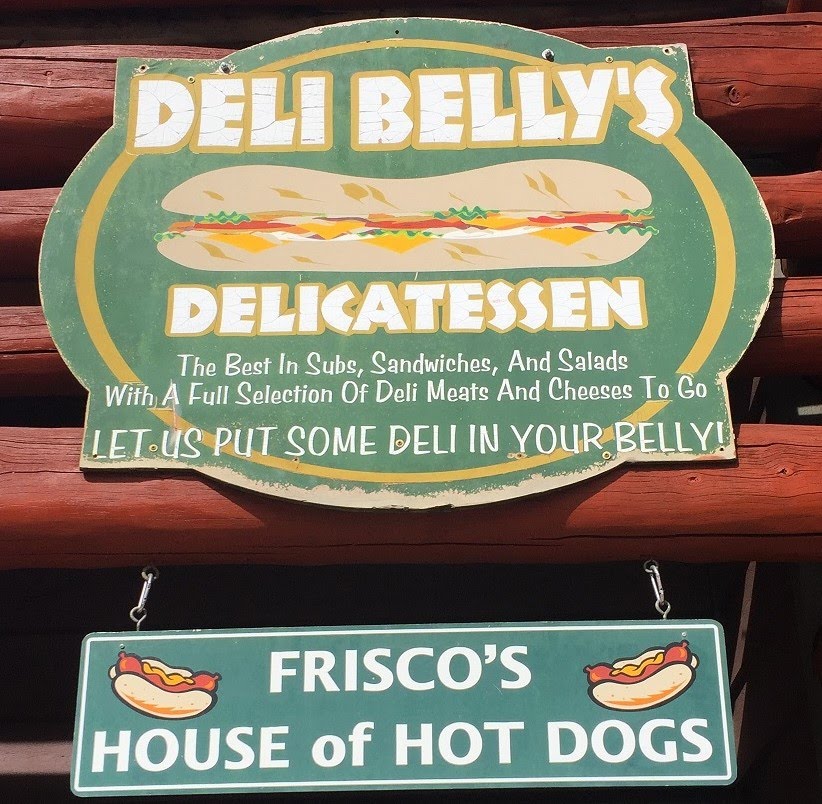 DELI BELLY'S
DELICATESSEN
The Best In Subs, Sandwiches, And Salads
With A Full Selection Of Deli Meats And Cheeses To Go
LET US PUT SOME DELI IN YOUR BELLY!
FRISCO'S
HOUSE of HOT DOGS